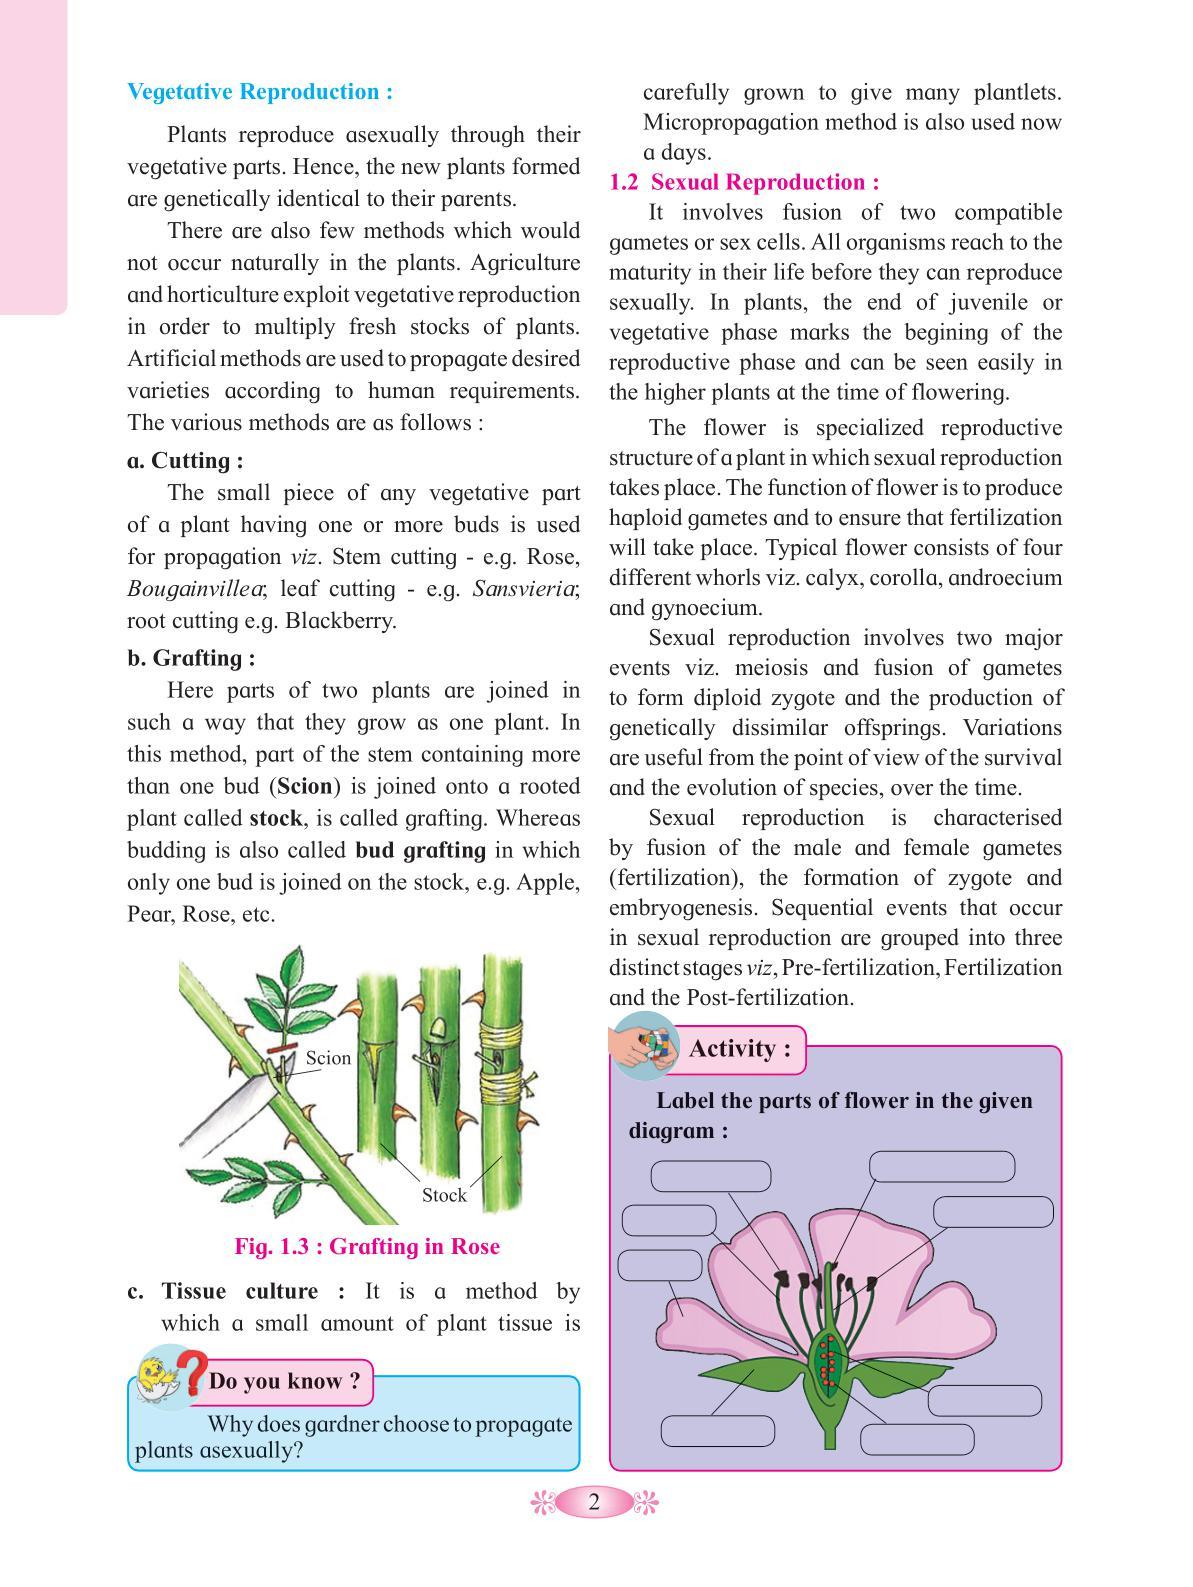 Vegetative Reproduction :
Plants reproduce asexually through their
vegetative parts. Hence, the new plants formed
are genetically identical to their parents.
There are also few methods which would
not occur naturally in the plants. Agriculture
and horticulture exploit vegetative reproduction
in order to multiply fresh stocks of plants.
Artificial methods are used to propagate desired
varieties according to human requirements.
The various methods are as follows :
a. Cutting :
The small piece of any vegetative part
of a plant having one or more buds is used
for propagation viz. Stem cutting - e.g. Rose,
Bougainvillea; leaf cutting - e.g. Sansvieria;
root cutting e.g. Blackberry.
b. Grafting :
Here parts of two plants are joined in
such a way that they grow as one plant. In
this method, part of the stem containing more
than one bud (Scion) is joined onto a rooted
plant called stock, is called grafting. Whereas
budding is also called bud grafting in which
only one bud is joined on the stock, e.g. Apple,
Pear, Rose, etc.
Scion
Stock
Fig. 1.3 : Grafting in Rose
c. Tissue culture : It is a method by
which a small amount of plant tissue is
Do you know ?
Why does gardner choose to propagate
plants asexually?
carefully grown to give many plantlets.
Micropropagation method is also used now
a days.
1.2 Sexual Reproduction :
It involves fusion of two compatible
gametes or sex cells. All organisms reach to the
maturity in their life before they can reproduce
sexually. In plants, the end of juvenile or
vegetative phase marks the begining of the
reproductive phase and can be seen easily in
the higher plants at the time of flowering.
The flower is specialized reproductive
structure of a plant in which sexual reproduction
takes place. The function of flower is to produce
haploid gametes and to ensure that fertilization
will take place. Typical flower consists of four
different whorls viz. calyx, corolla, androecium
and gynoecium.
Sexual reproduction involves two major
events viz. meiosis and fusion of gametes
to form diploid zygote and the production of
genetically dissimilar offsprings. Variations
are useful from the point of view of the survival
and the evolution of species, over the time.
Sexual reproduction is characterised
by fusion of the male and female gametes
(fertilization), the formation of zygote and
embryogenesis. Sequential events that occur
in sexual reproduction are grouped into three
distinct stages viz, Pre-fertilization, Fertilization
and the Post-fertilization.
Activity :
Label the parts of flower in the given
diagram :
2